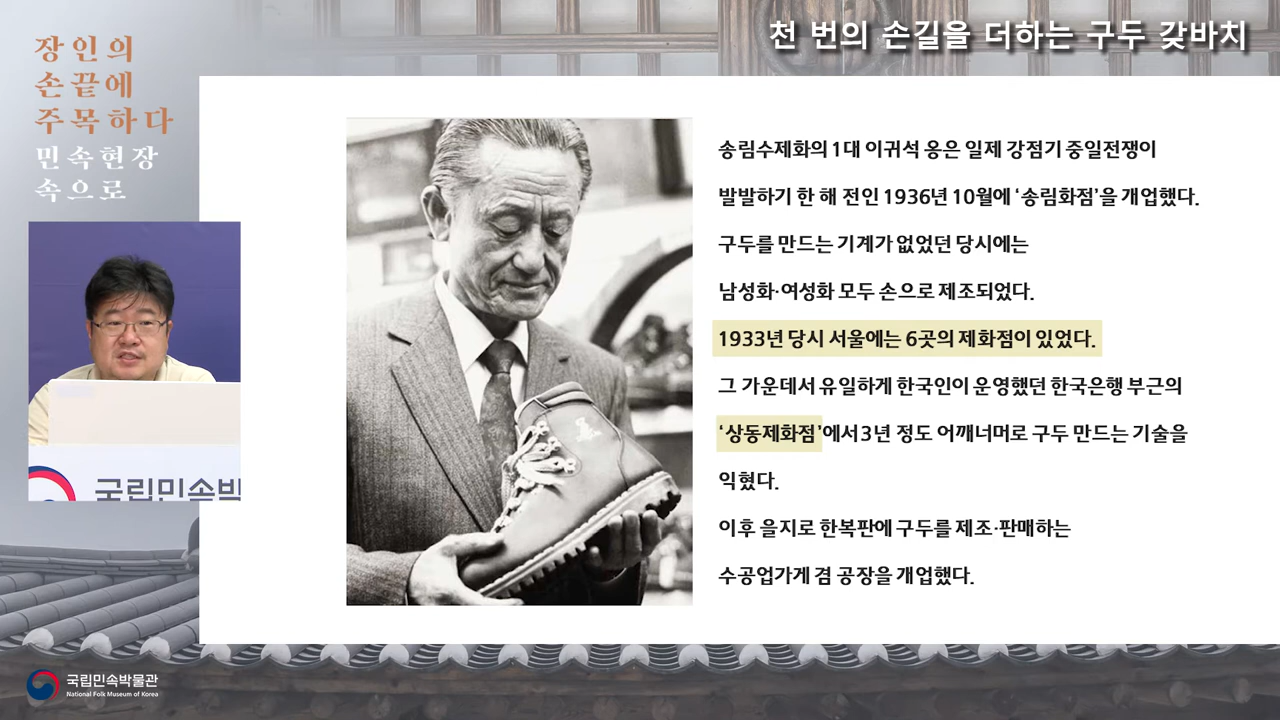 천 번의 손길을 더하는 구두 갖바치
장인의
손끝에
주목하다
민속현장
속으로
송림수제화의 1대 이귀석 옹은 일제 강점기 중일전쟁이
발발하기 한 해 전인 1936년 10월에 ‘송림화점’을 개업했다.
구두를 만드는 기계가 없었던 당시에는
남성화·여성화 모두 손으로 제조되었다.
1933년 당시 서울에는 6곳의 제화점이 있었다.
그 가운데서 유일하게 한국인이 운영했던 한국은행 부근의
‘상동제화점’에서 3년 정도 어깨너머로 구두 만드는 기술을
익혔다.
이후 을지로 한복판에 구두를 제조·판매하는
수공업가게 겸 공장을 개업했다.
국립민속박
국립민속박물관
National Folk Museum of Korea